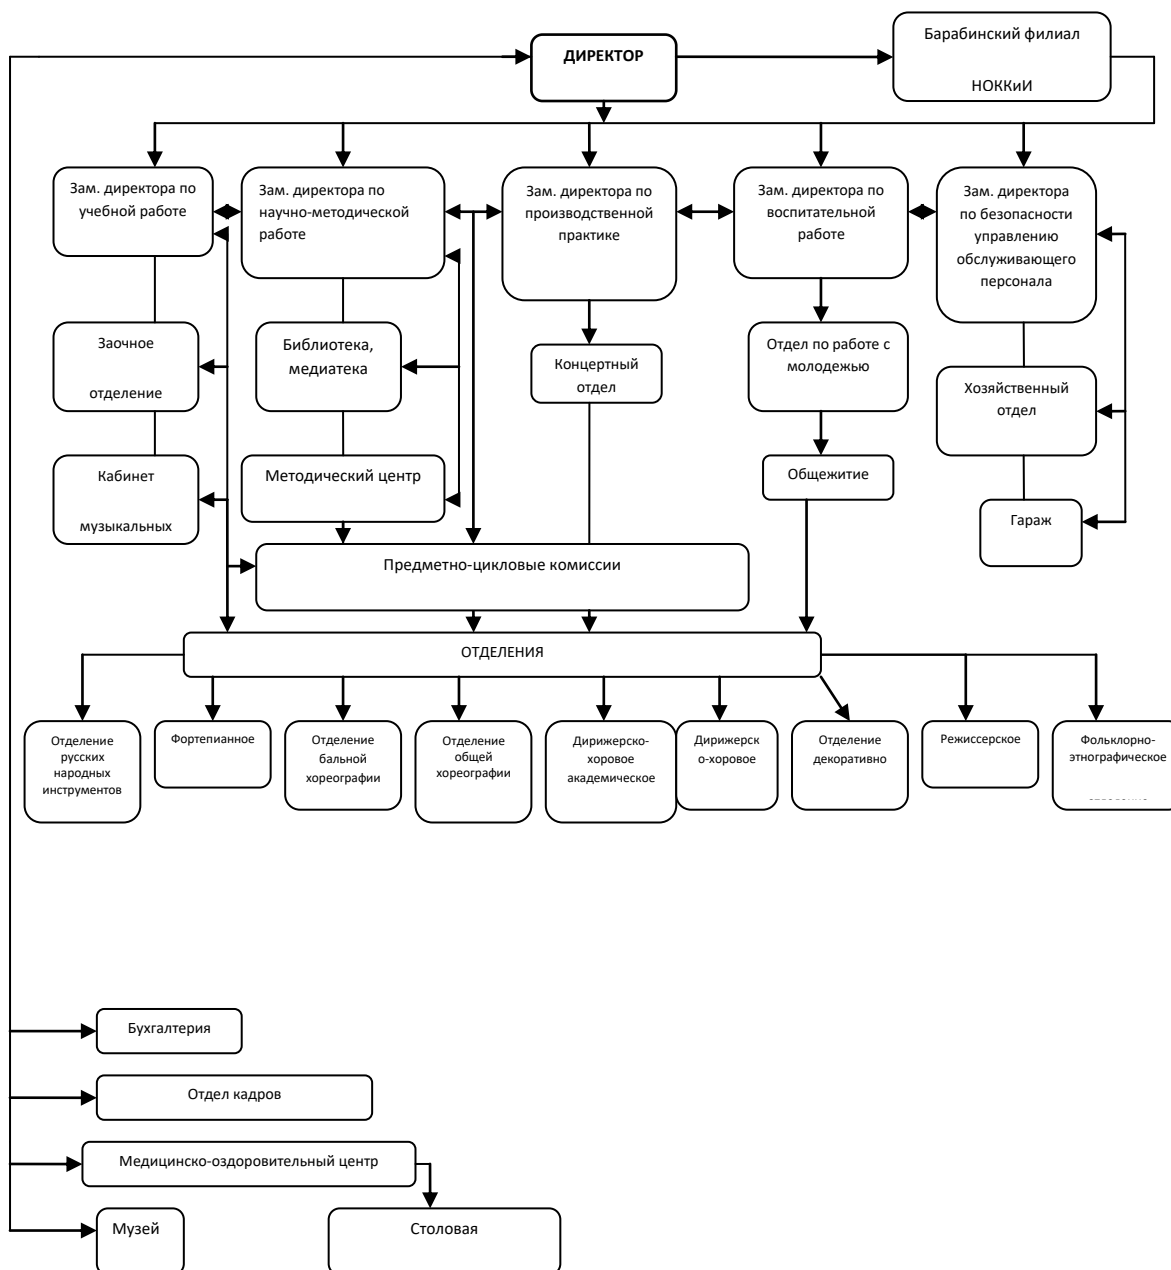 ДИРЕКТОР
Барабинский филиал
НОККиИ
Зам. директора по
учебной работе
Зам. директора по
научно-методической
работе
Зам. директора по
производственной
практике
Зам. директора по
воспитательной
работе
Зам. директора
по безопасности
управлению
обслуживающего
персонала
Заочное
отделение
Библиотека,
медиатека
Концертный
отдел
Отдел по работе с
молодежью
Хозяйственный
отдел
Кабинет
музыкальных
Методический центр
Общежитие
Гараж
Предметно-цикловые комиссии
ОТДЕЛЕНИЯ
Отделение
русских
народных
инструментов
Фортепианное
Отделение
бальной
хореографии
Отделение
общей
хореографии
Дирижерско-
хоровое
академическое
Дирижерск
о-хоровое
Отделение
декоративно
Режиссерское
Фольклорно-
этнографическое
Бухгалтерия
Отдел кадров
Медицинско-оздоровительный центр
Музей
Столовая